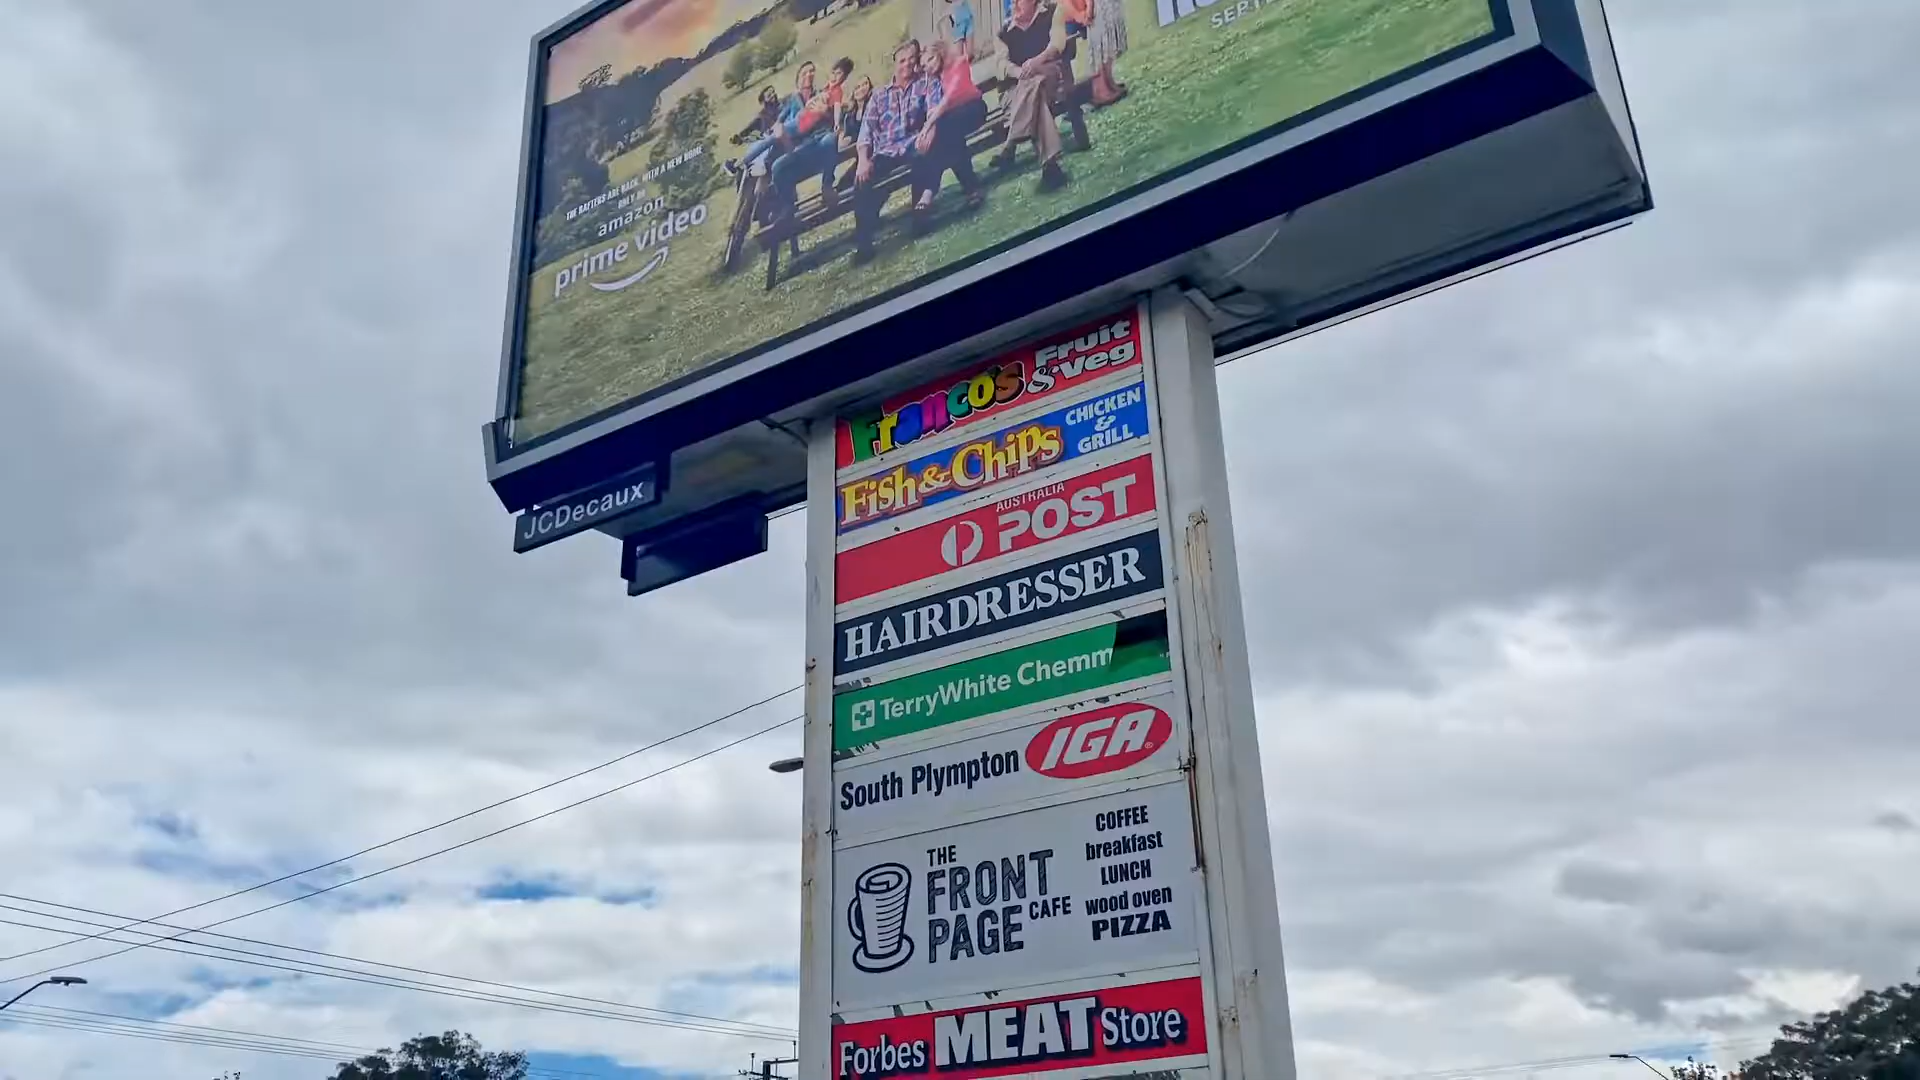 SEPT
THE RAFTERS ARE BACK, WITH A NEW HOME
ONLY ON
amazon
prime video
JCDecaux
Franco's Fruit & Veg
Fish & Chips CHICKEN & GRILL
AUSTRALIA
POST
HAIRDRESSER
TerryWhite Chemm
South Plympton IGA
THE
FRONT
PAGE CAFE
COFFEE
breakfast
LUNCH
wood oven
PIZZA
Forbes MEAT Store